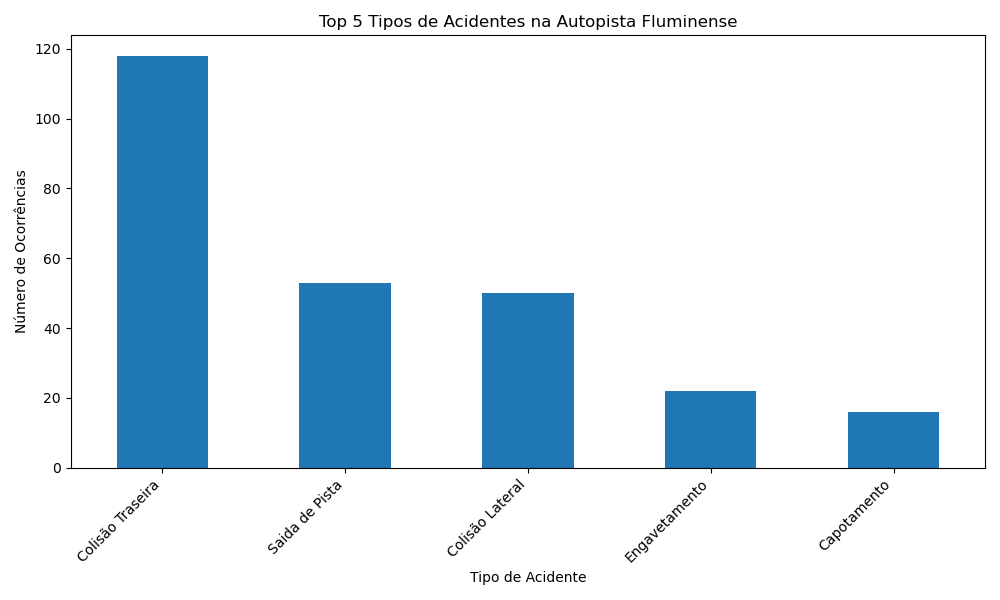 Top 5 Tipos de Acidentes na Autopista Fluminense
Número de Ocorrências
120
100
80
60
40
20
0
Colisão Traseira
Saida de Pista
Colisão Lateral
Engavetamento
Capotamento
Tipo de Acidente